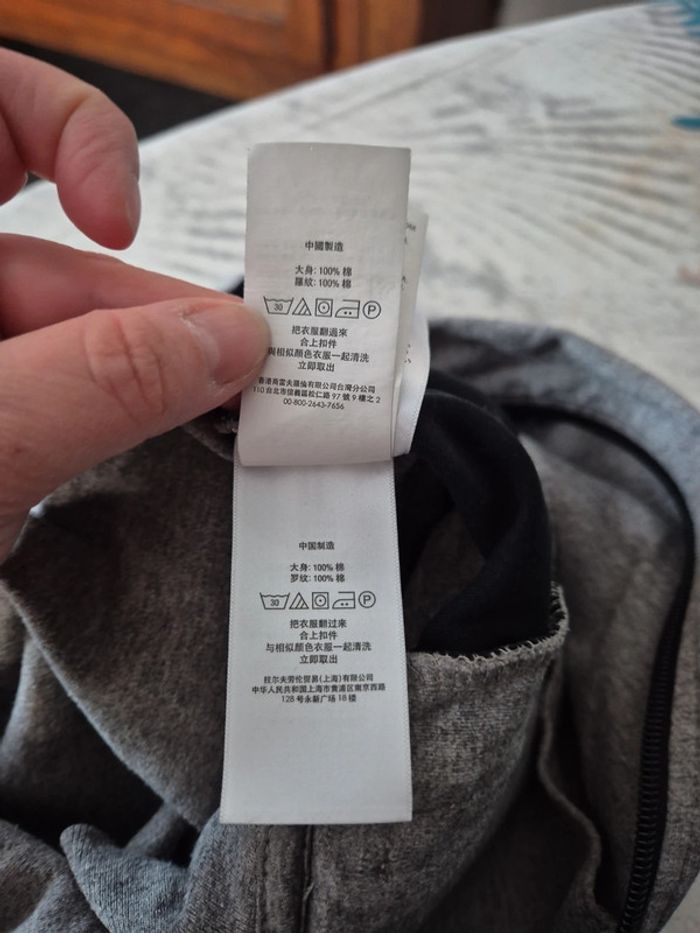 中國製造
大身: 100% 棉
羅紋: 100% 棉
30 P
把衣服翻過來
合上扣件
與相似顏色衣服一起清洗
立即取出
香港商雷夫羅倫有限公司台灣分公司
110 台北市信義區松仁路 97 號 9 樓之 2
00-800-2643-7656
中国制造
大身: 100% 棉
罗纹: 100% 棉
30 P
把衣服翻过来
合上扣件
与相似颜色衣服一起清洗
立即取出
拉尔夫劳伦贸易(上海)有限公司
中华人民共和国上海市黄浦区南京西路
128 号永新广场 18 楼